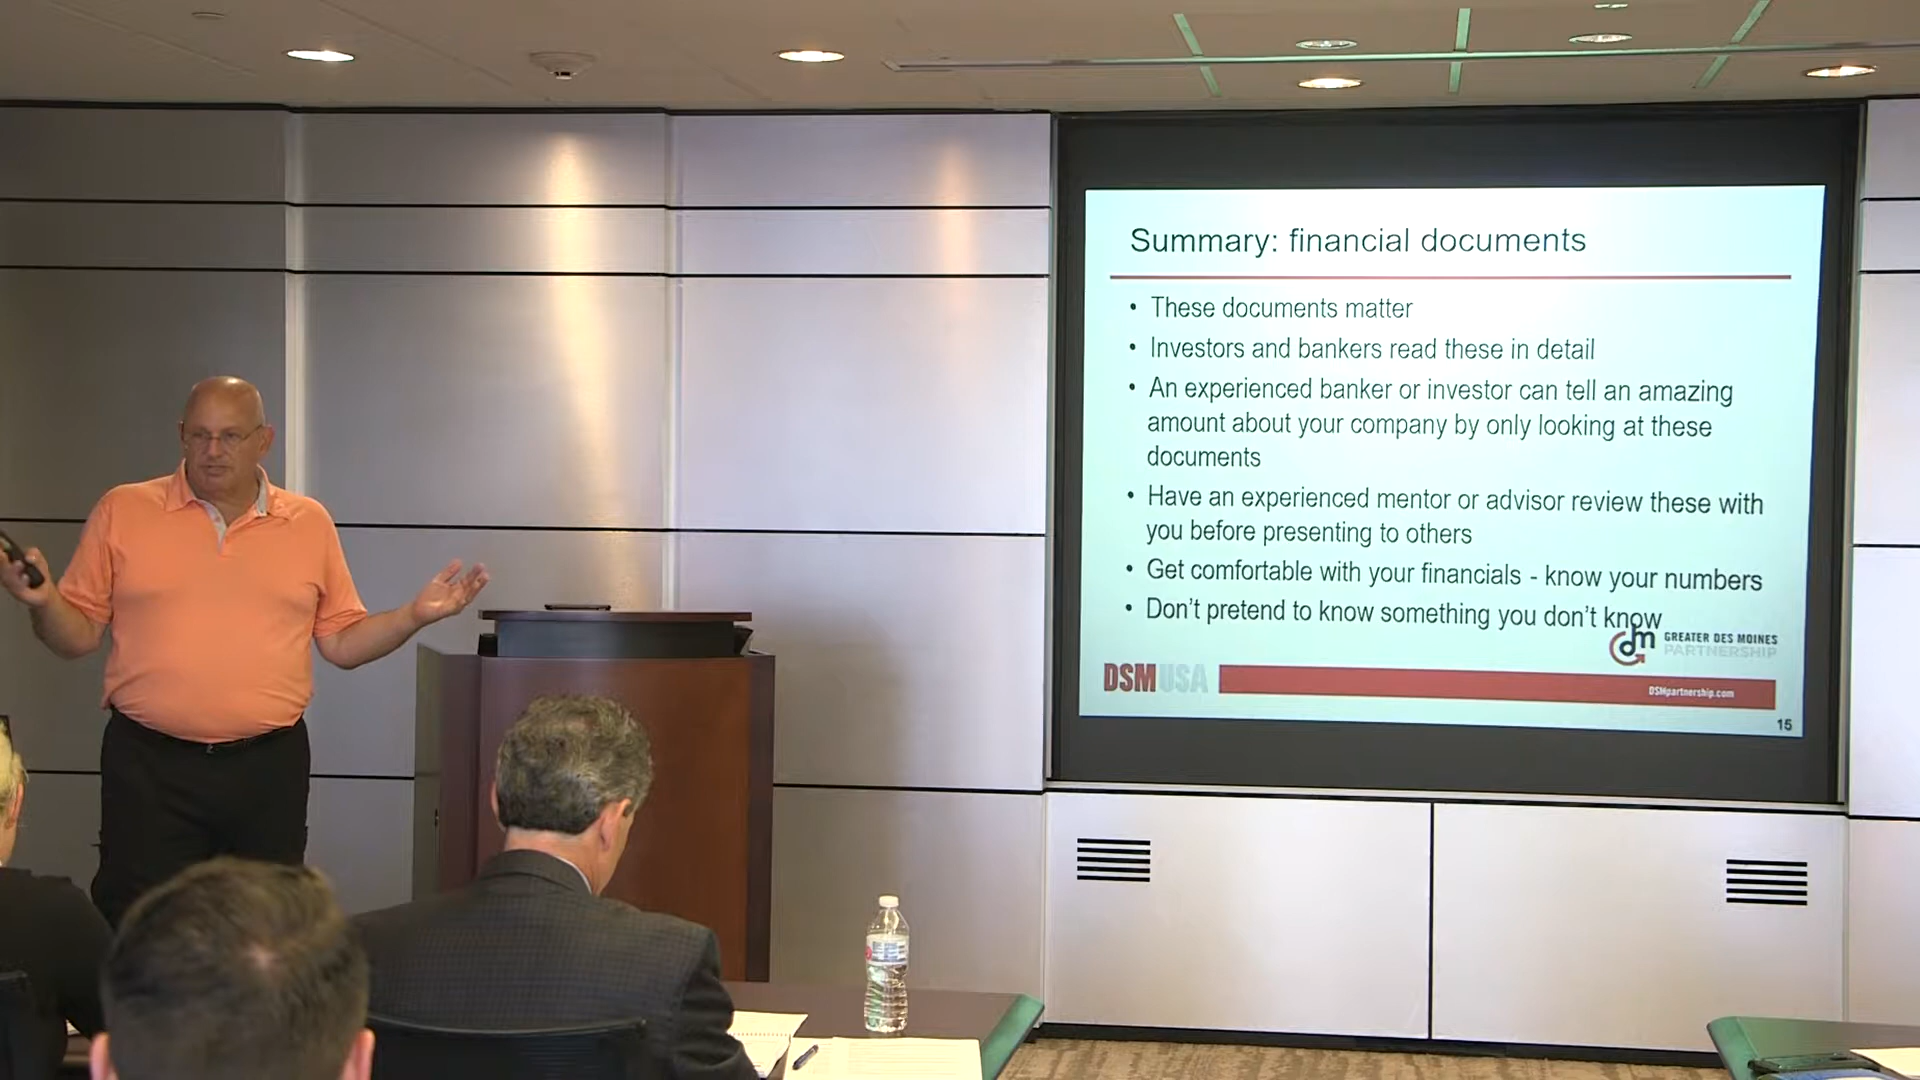 Summary: financial documents
• These documents matter
• Investors and bankers read these in detail
• An experienced banker or investor can tell an amazing
amount about your company by only looking at these
documents
• Have an experienced mentor or advisor review these with
you before presenting to others
• Get comfortable with your financials - know your numbers
• Don't pretend to know something you don't know
dm GREATER DES MOINES
PARTNERSHIP
DSM USA
DSMpartnership.com
15